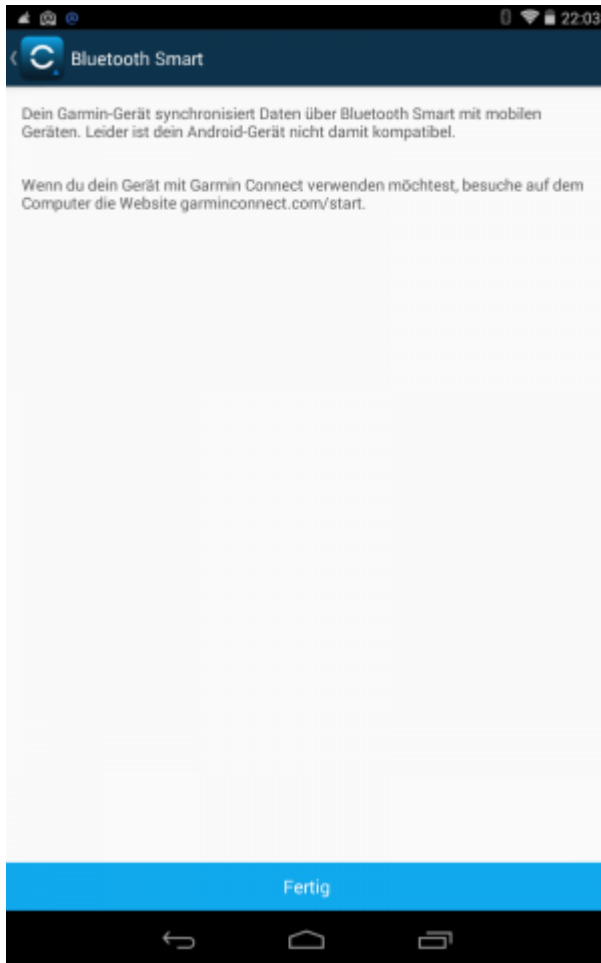 22:03
Bluetooth Smart
Dein Garmin-Gerät synchronisiert Daten über Bluetooth Smart mit mobilen
Geräten. Leider ist dein Android-Gerät nicht damit kompatibel.
Wenn du dein Gerät mit Garmin Connect verwenden möchtest, besuche auf dem
Computer die Website garminconnect.com/start.
Fertig